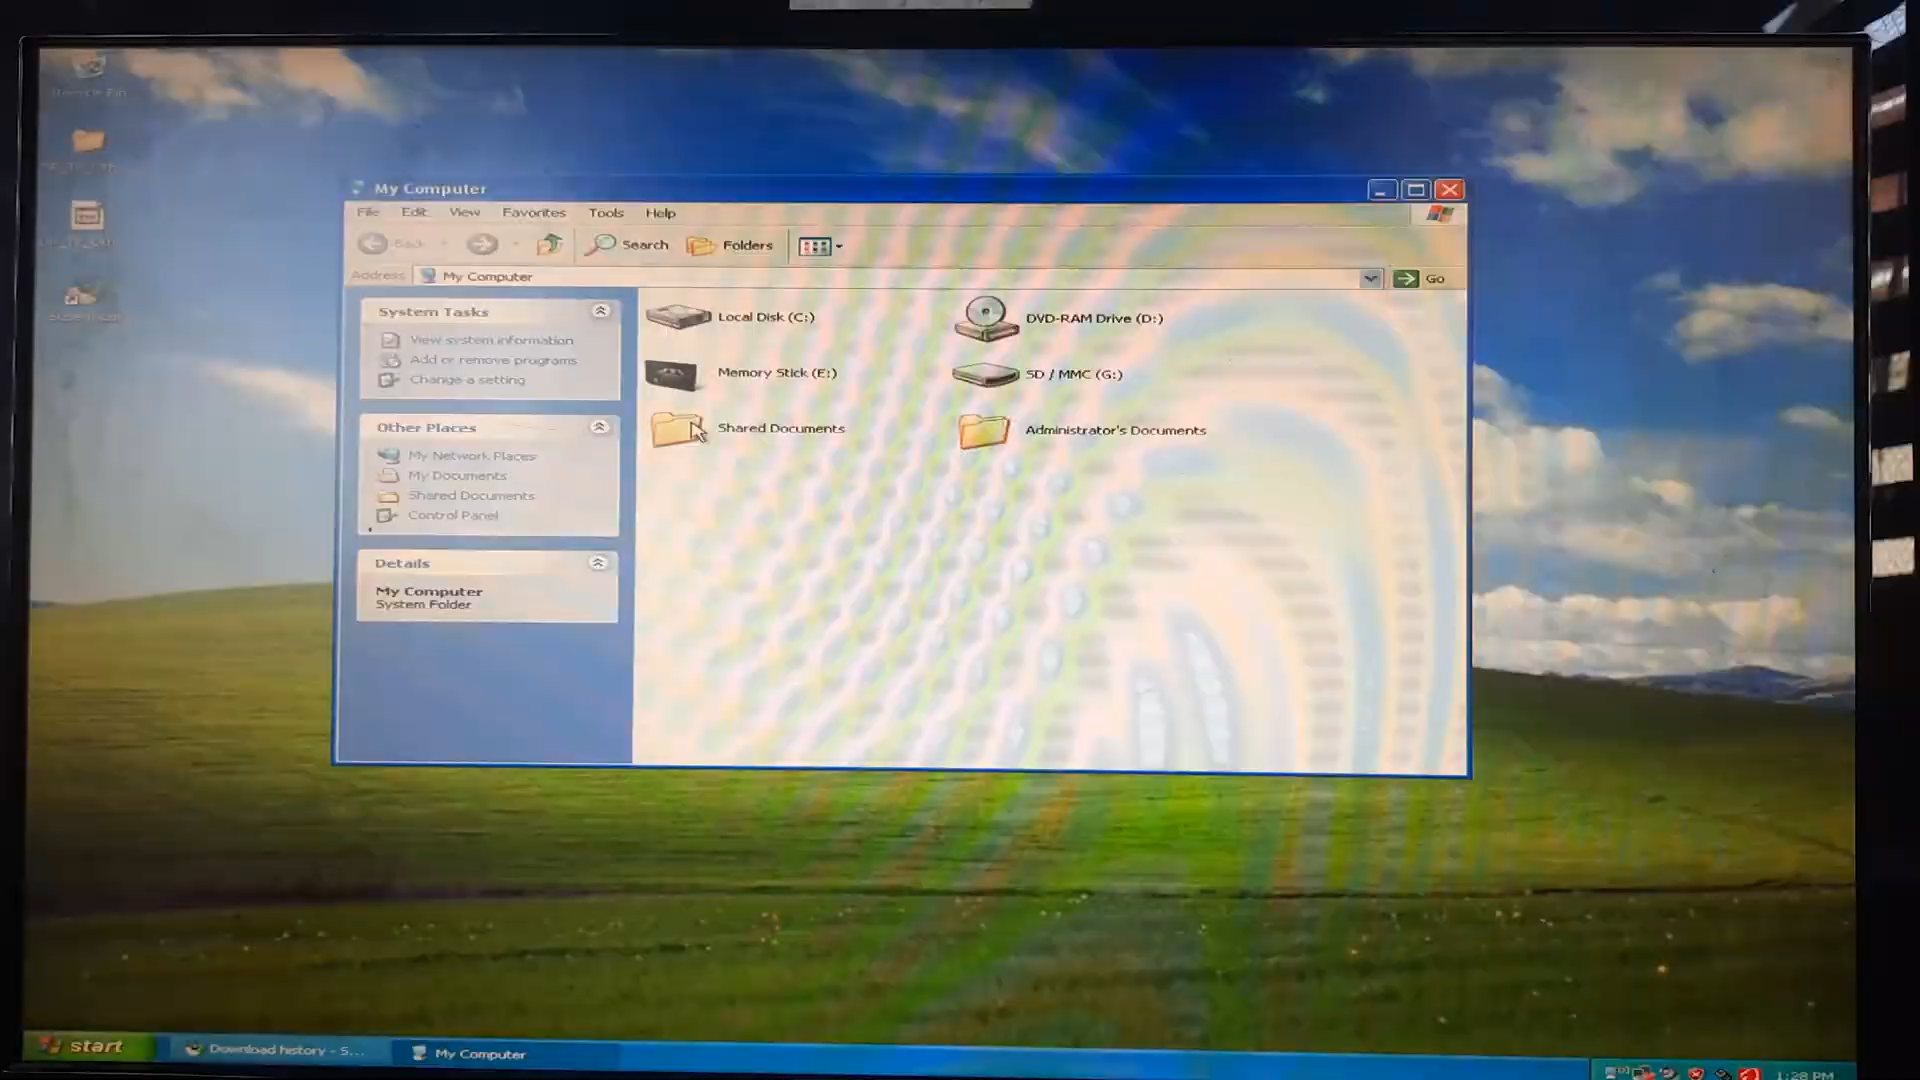 Recycle Bin
My Computer
File Edit View Favorites Tools Help
Back Search Folders
Address My Computer Go
System Tasks
View system information
Add or remove programs
Change a setting
Other Places
My Network Places
My Documents
Shared Documents
Control Panel
Details
My Computer
System Folder
Local Disk (C:)
DVD-RAM Drive (D:)
Memory Stick (E:)
SD / MMC (G:)
Shared Documents
Administrator's Documents
start
Download history - S...
My Computer
1:28 PM